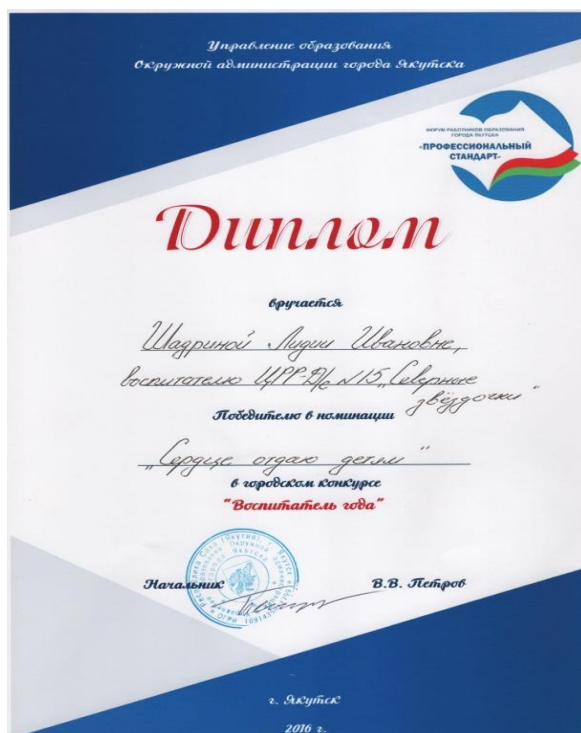 Управление образования
Окружной администрации города Якутска
ФОРУМ РАБОТНИКОВ ОБРАЗОВАНИЯ
ГОРОДА ЯКУТСКА
«ПРОФЕССИОНАЛЬНЫЙ
СТАНДАРТ»
Диплом
вручается
Шадриной Лидии Ивановне,
воспитателю ЦРР-Д/с №15 „Северные
звёздочки"
Победителю в номинации
„Сердце отдаю детям"
в городском конкурсе
"Воспитатель года"
Начальник
В.В. Петров
г. Якутск
2016 г.